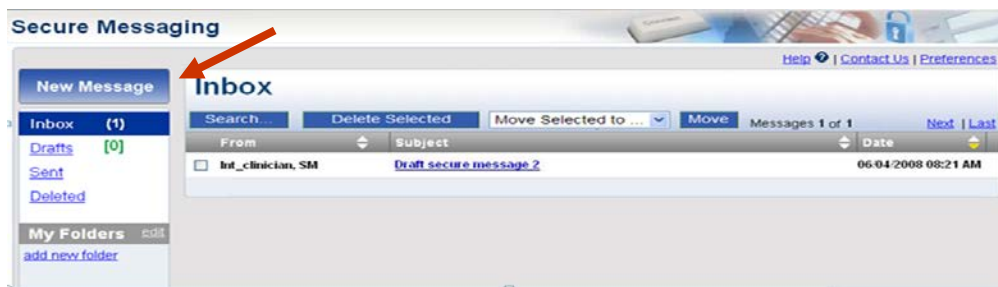 Secure Messaging
Help ? | Contact Us | Preferences
New Message
Inbox
Search... Delete Selected Move Selected to ... Move Messages 1 of 1 Next | Last
Inbox (1)
From Subject Date
Drafts [0]
Int_clinician, SM Draft secure message 2 06/04/2008 08:21 AM
Sent
Deleted
My Folders edit
add new folder